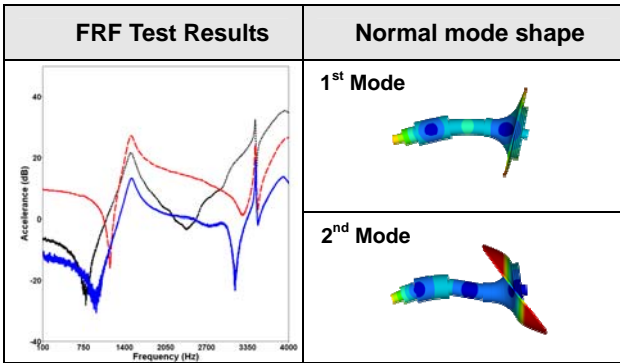 FRF Test Results
Normal mode shape
40
20
0
-20
-40
Accelerance (dB)
100 750 1400 2050 2700 3350 4000
Frequency (Hz)
1st Mode
2nd Mode